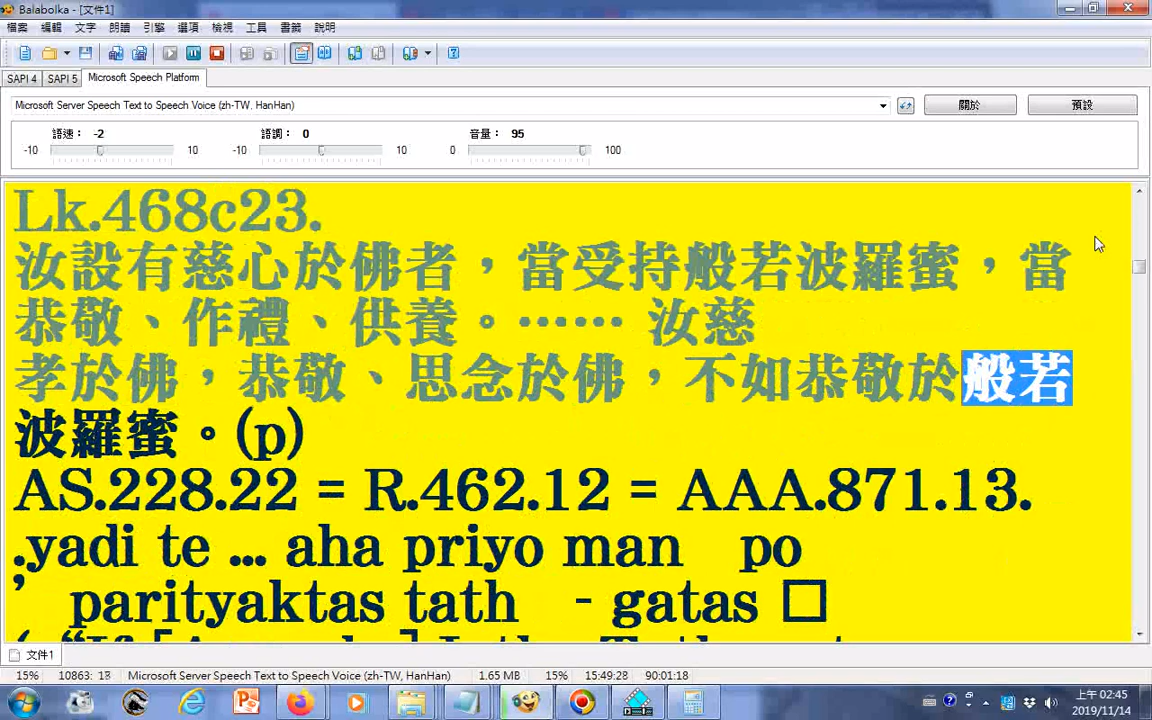 Balabolka - [文件1]
檔案 編輯 文字 朗讀 引擎 選項 檢視 工具 書籤 說明
SAPI 4 SAPI 5 Microsoft Speech Platform
Microsoft Server Speech Text to Speech Voice (zh-TW, HanHan) 關於 預設
語速： -2 語調： 0 音量： 95
-10 10 -10 10 0 100
Lk.468c23.
汝設有慈心於佛者，當受持般若波羅蜜，當
恭敬、作禮、供養。…… 汝慈
孝於佛，恭敬、思念於佛，不如恭敬於般若
波羅蜜。(p)
AS.228.22 = R.462.12 = AAA.871.13.
.yadi te ... aha priyo man po
’ parityaktas tath - gatas □
文件1
15% 10863: 13 Microsoft Server Speech Text to Speech Voice (zh-TW, HanHan) 1.65 MB 15% 15:49:28 90:01:18
上午 02:45
2019/11/14